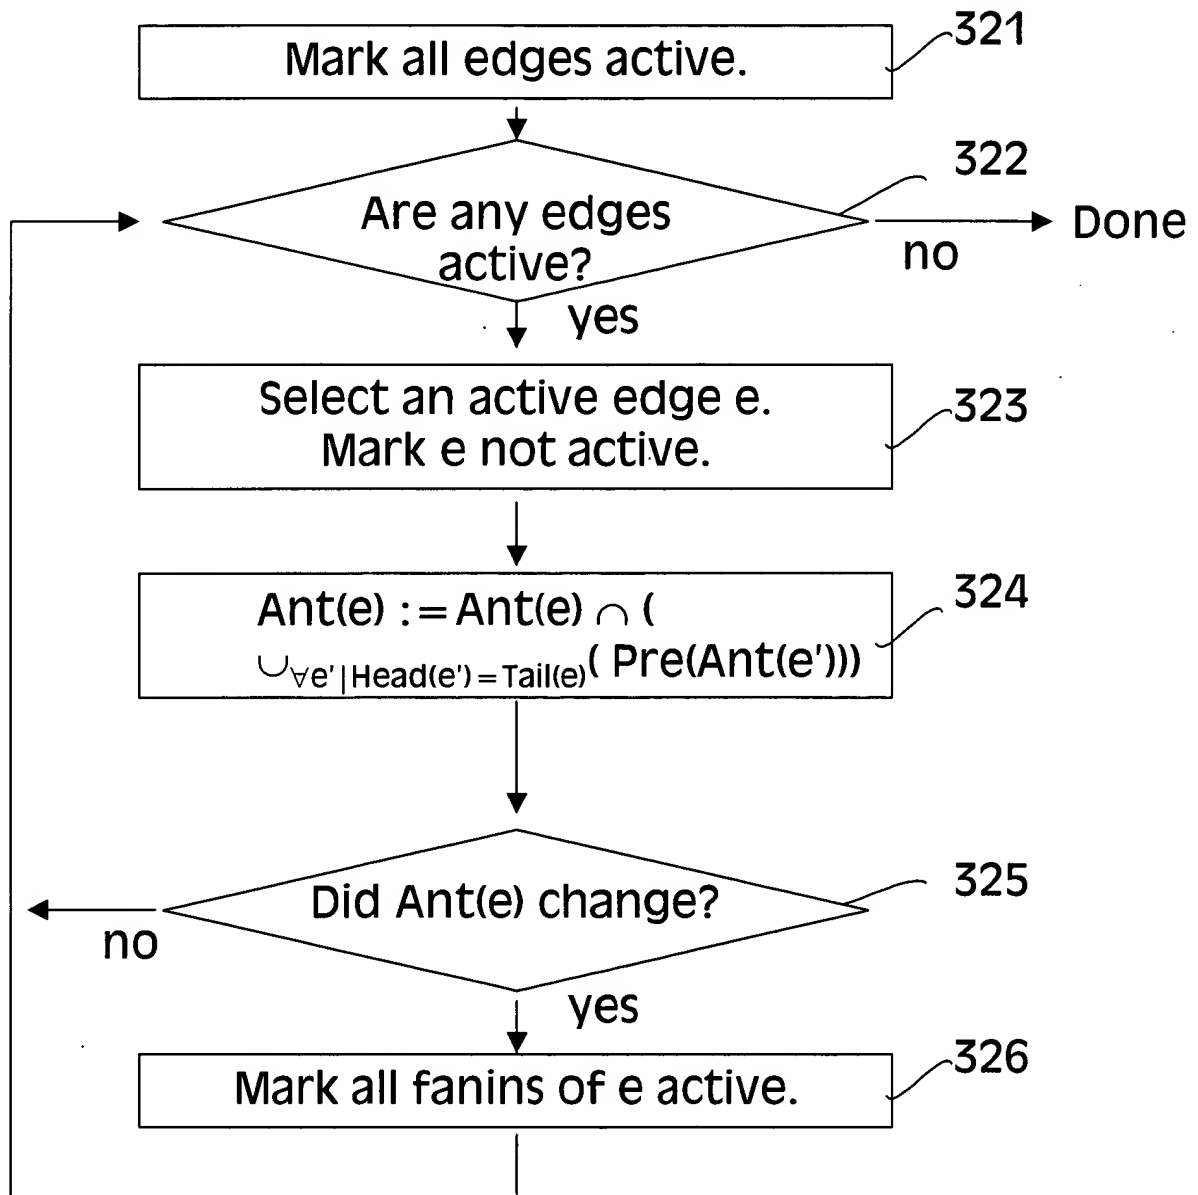 Mark all edges active.
321
322
Are any edges
active?
no
Done
yes
Select an active edge e.
Mark e not active.
323
324
Ant(e) := Ant(e) ∩ (
∪∀e'|Head(e')=Tail(e)( Pre(Ant(e')))
Did Ant(e) change?
325
no
yes
326
Mark all fanins of e active.